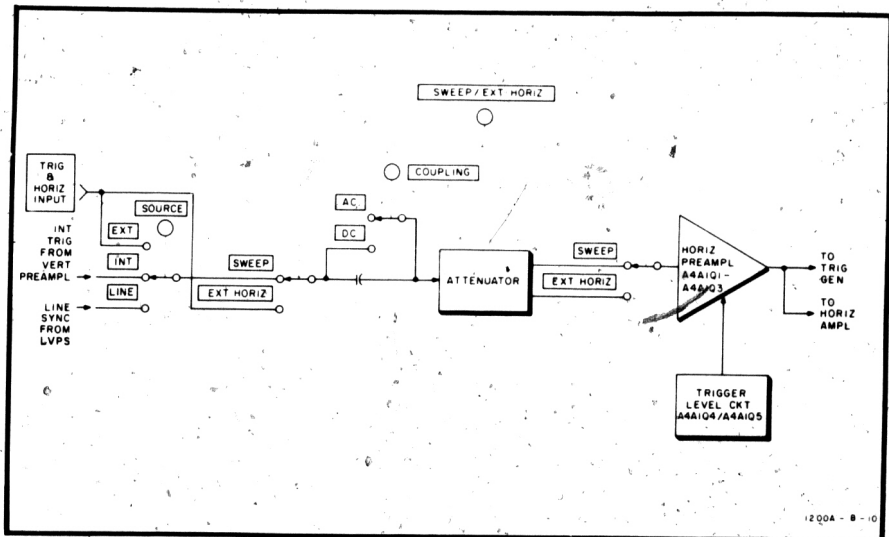 SWEEP/EXT HORIZ
TRIG
&
HORIZ
INPUT
COUPLING
SOURCE
AC
EXT
DC
INT
TRIG
FROM
VERT
PREAMPL
INT
LINE
LINE
SYNC
FROM
LVPS
SWEEP
EXT HORIZ
ATTENUATOR
SWEEP
EXT HORIZ
HORIZ
PREAMPL
A4A1Q1-
A4A1Q3
TO
TRIG
GEN
TO
HORIZ
AMPL
TRIGGER
LEVEL CKT
A4A1Q4/A4A1Q5
1200A-B-10